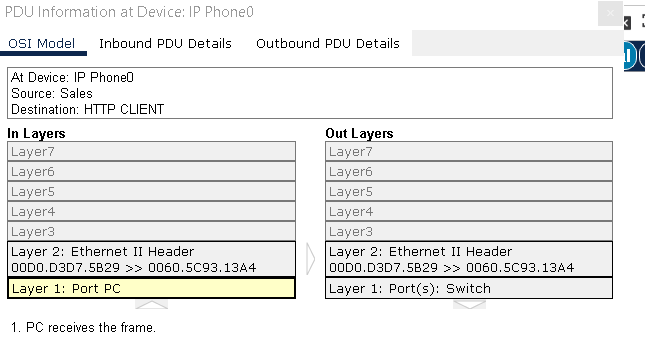 PDU Information at Device: IP Phone0
OSI Model Inbound PDU Details Outbound PDU Details
At Device: IP Phone0
Source: Sales
Destination: HTTP CLIENT
In Layers
Layer7
Layer6
Layer5
Layer4
Layer3
Layer 2: Ethernet II Header
00D0.D3D7.5B29 >> 0060.5C93.13A4
Layer 1: Port PC
Out Layers
Layer7
Layer6
Layer5
Layer4
Layer3
Layer 2: Ethernet II Header
00D0.D3D7.5B29 >> 0060.5C93.13A4
Layer 1: Port(s): Switch
1. PC receives the frame.